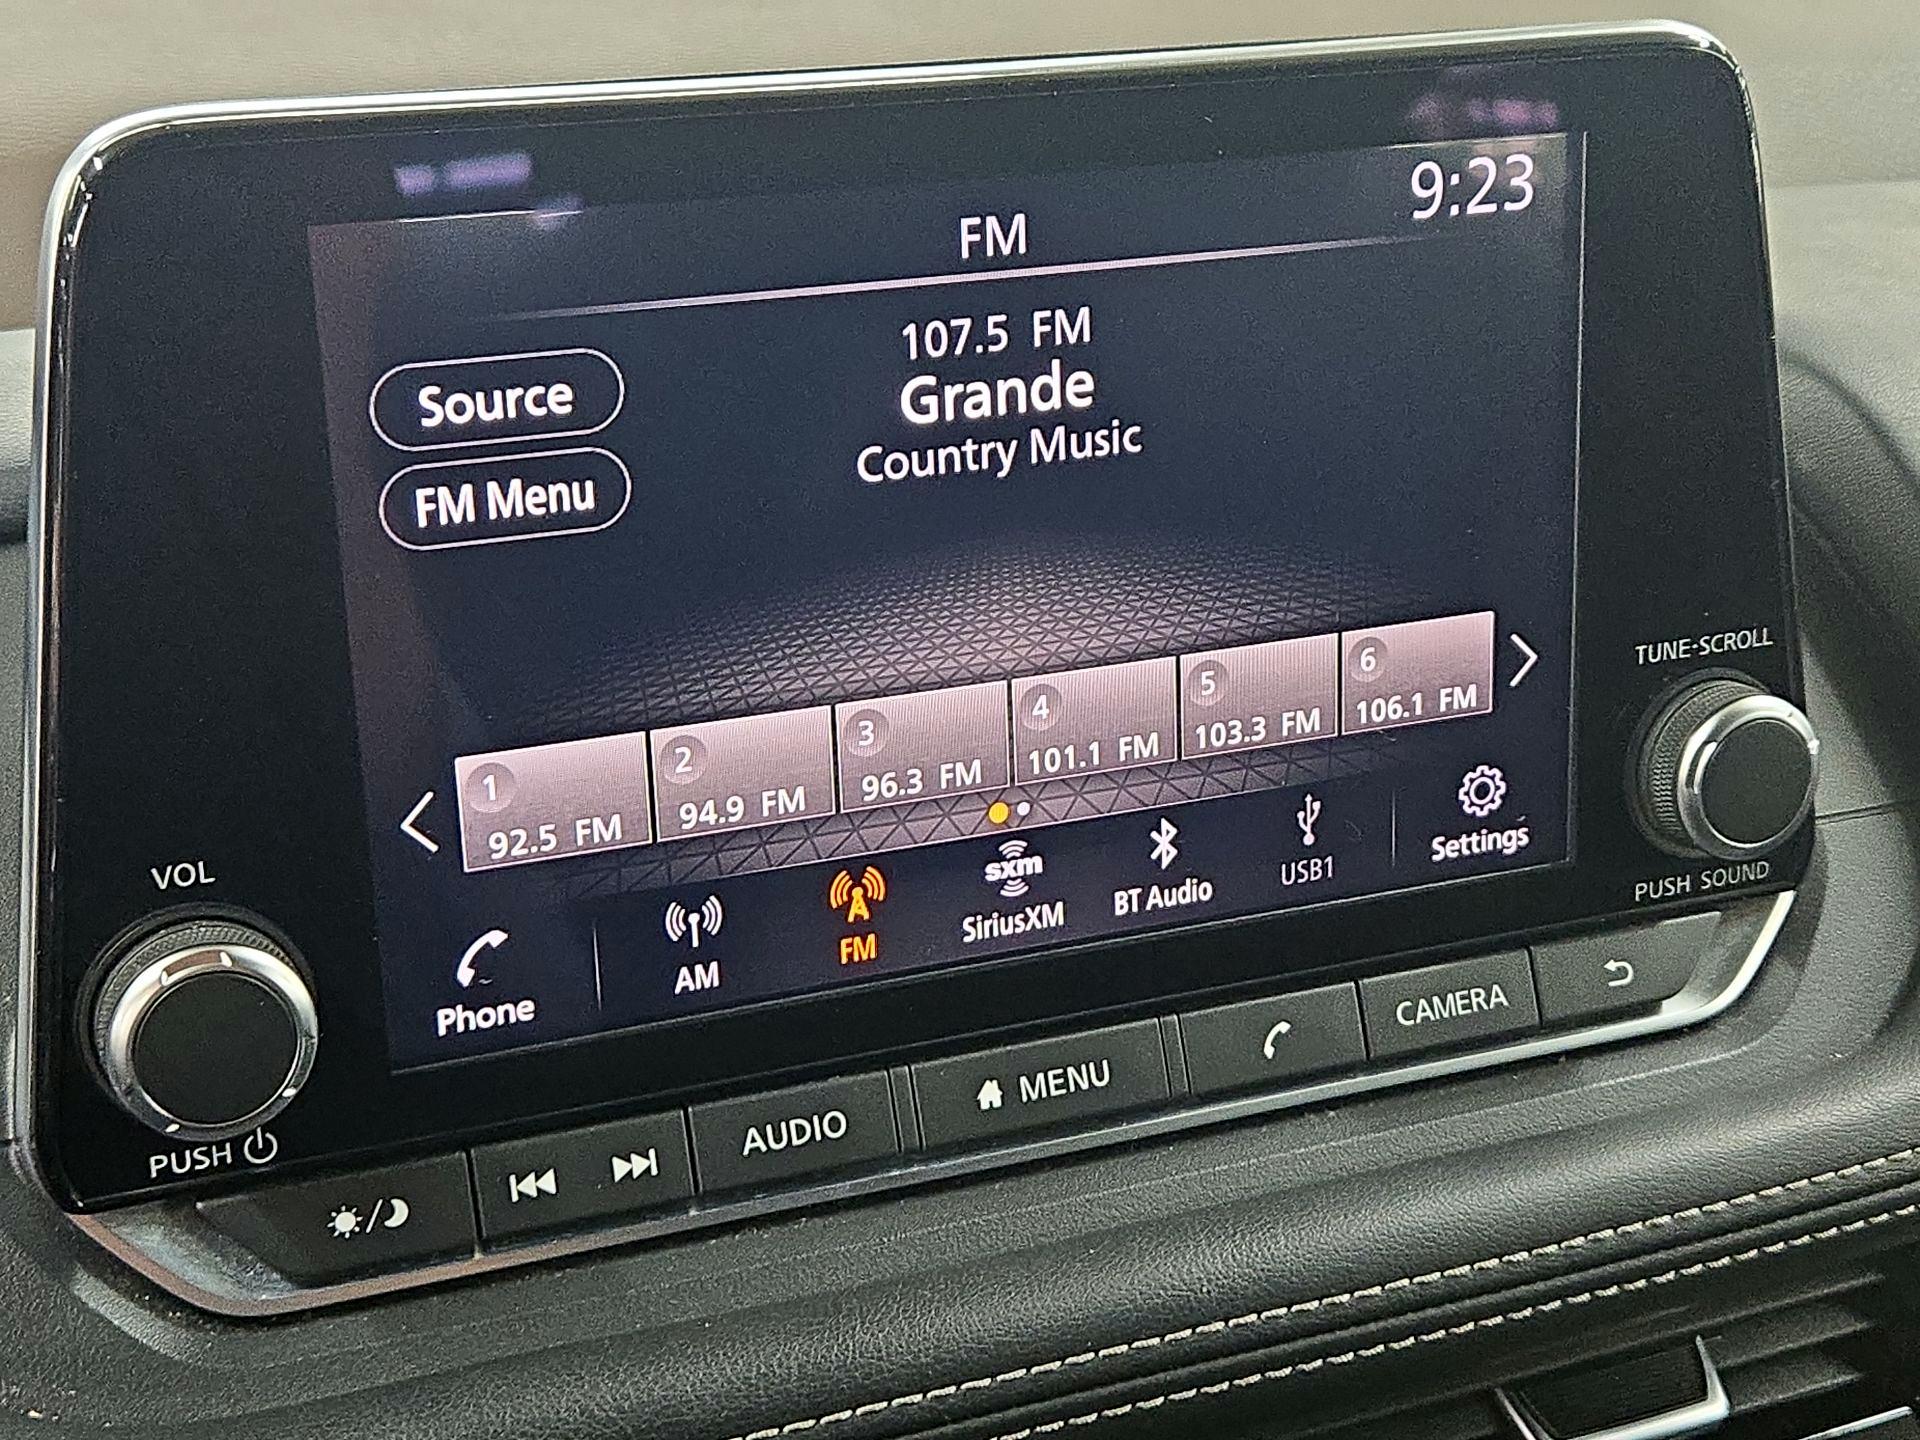 9:23
FM
107.5 FM
Grande
Country Music
Source
FM Menu
1
92.5 FM
2
94.9 FM
3
96.3 FM
4
101.1 FM
5
103.3 FM
6
106.1 FM
Phone
AM
FM
sxm
SiriusXM
BT Audio
USB1
Settings
VOL
PUSH
TUNE-SCROLL
PUSH SOUND
AUDIO
MENU
CAMERA